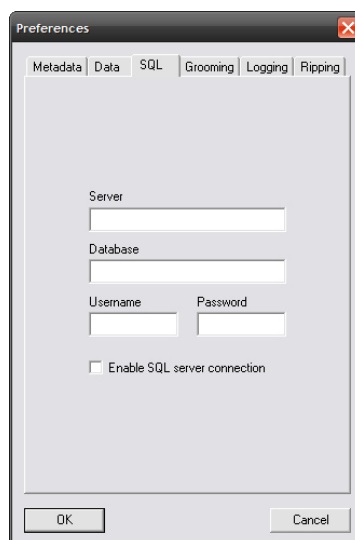 Preferences
Metadata Data SQL Grooming Logging Ripping
Server
Database
Username Password
Enable SQL server connection
OK Cancel